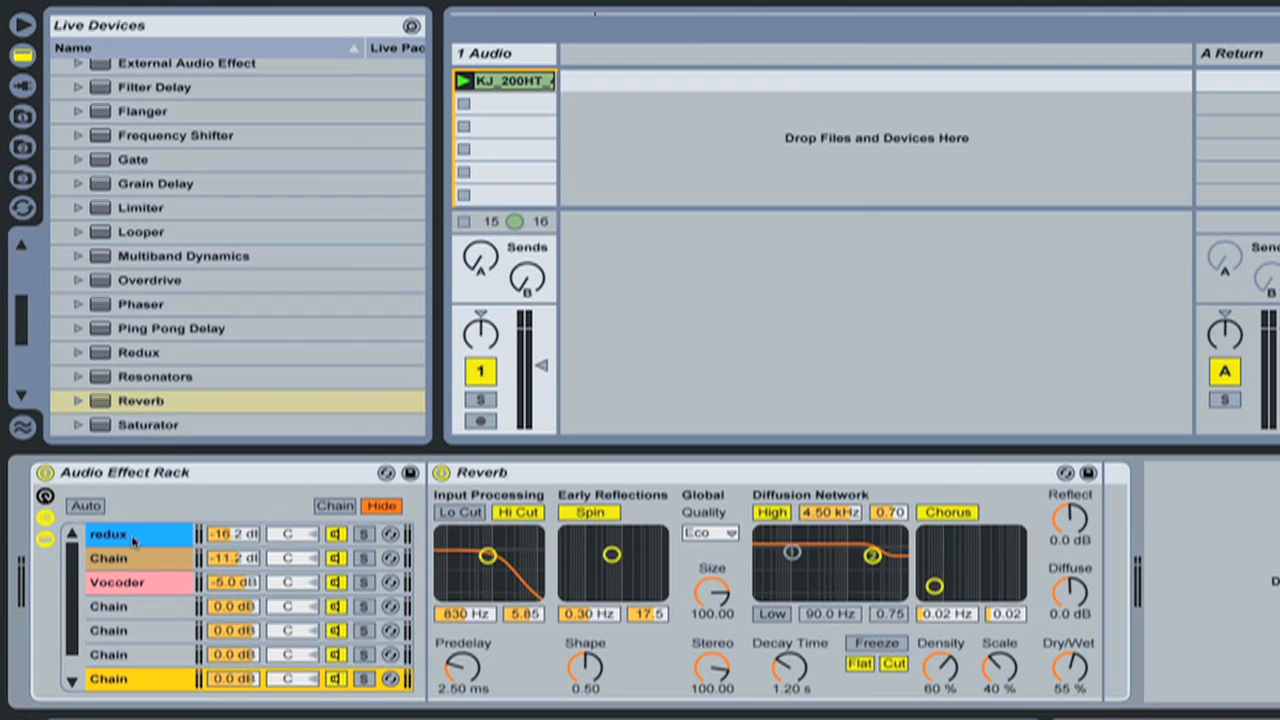 Live Devices
Name Live Pac
External Audio Effect
Filter Delay
Flanger
Frequency Shifter
Gate
Grain Delay
Limiter
Looper
Multiband Dynamics
Overdrive
Phaser
Ping Pong Delay
Redux
Resonators
Reverb
Saturator
1 Audio
KJ_200HT_
15 16
Sends
A
B
1
S
Drop Files and Devices Here
A Return
Send
A
B
A
S
Audio Effect Rack
Auto Chain Hide
redux -16.2 dB C S
Chain -11.2 dB C S
Vocoder -5.0 dB C S
Chain 0.0 dB C S
Chain 0.0 dB C S
Chain 0.0 dB C S
Chain 0.0 dB C S
Reverb
Input Processing
Lo Cut Hi Cut
830 Hz 5.85
Predelay
2.50 ms
Early Reflections
Spin
0.30 Hz 17.5
Shape
0.50
Global
Quality
Eco
Size
100.00
Stereo
100.00
Diffusion Network
High 4.50 kHz 0.70 Chorus
1 2
Low 90.0 Hz 0.75 0.02 Hz 0.02
Decay Time
1.20 s
Freeze
Flat Cut
Density
60 %
Scale
40 %
Reflect
0.0 dB
Diffuse
0.0 dB
Dry/Wet
55 %